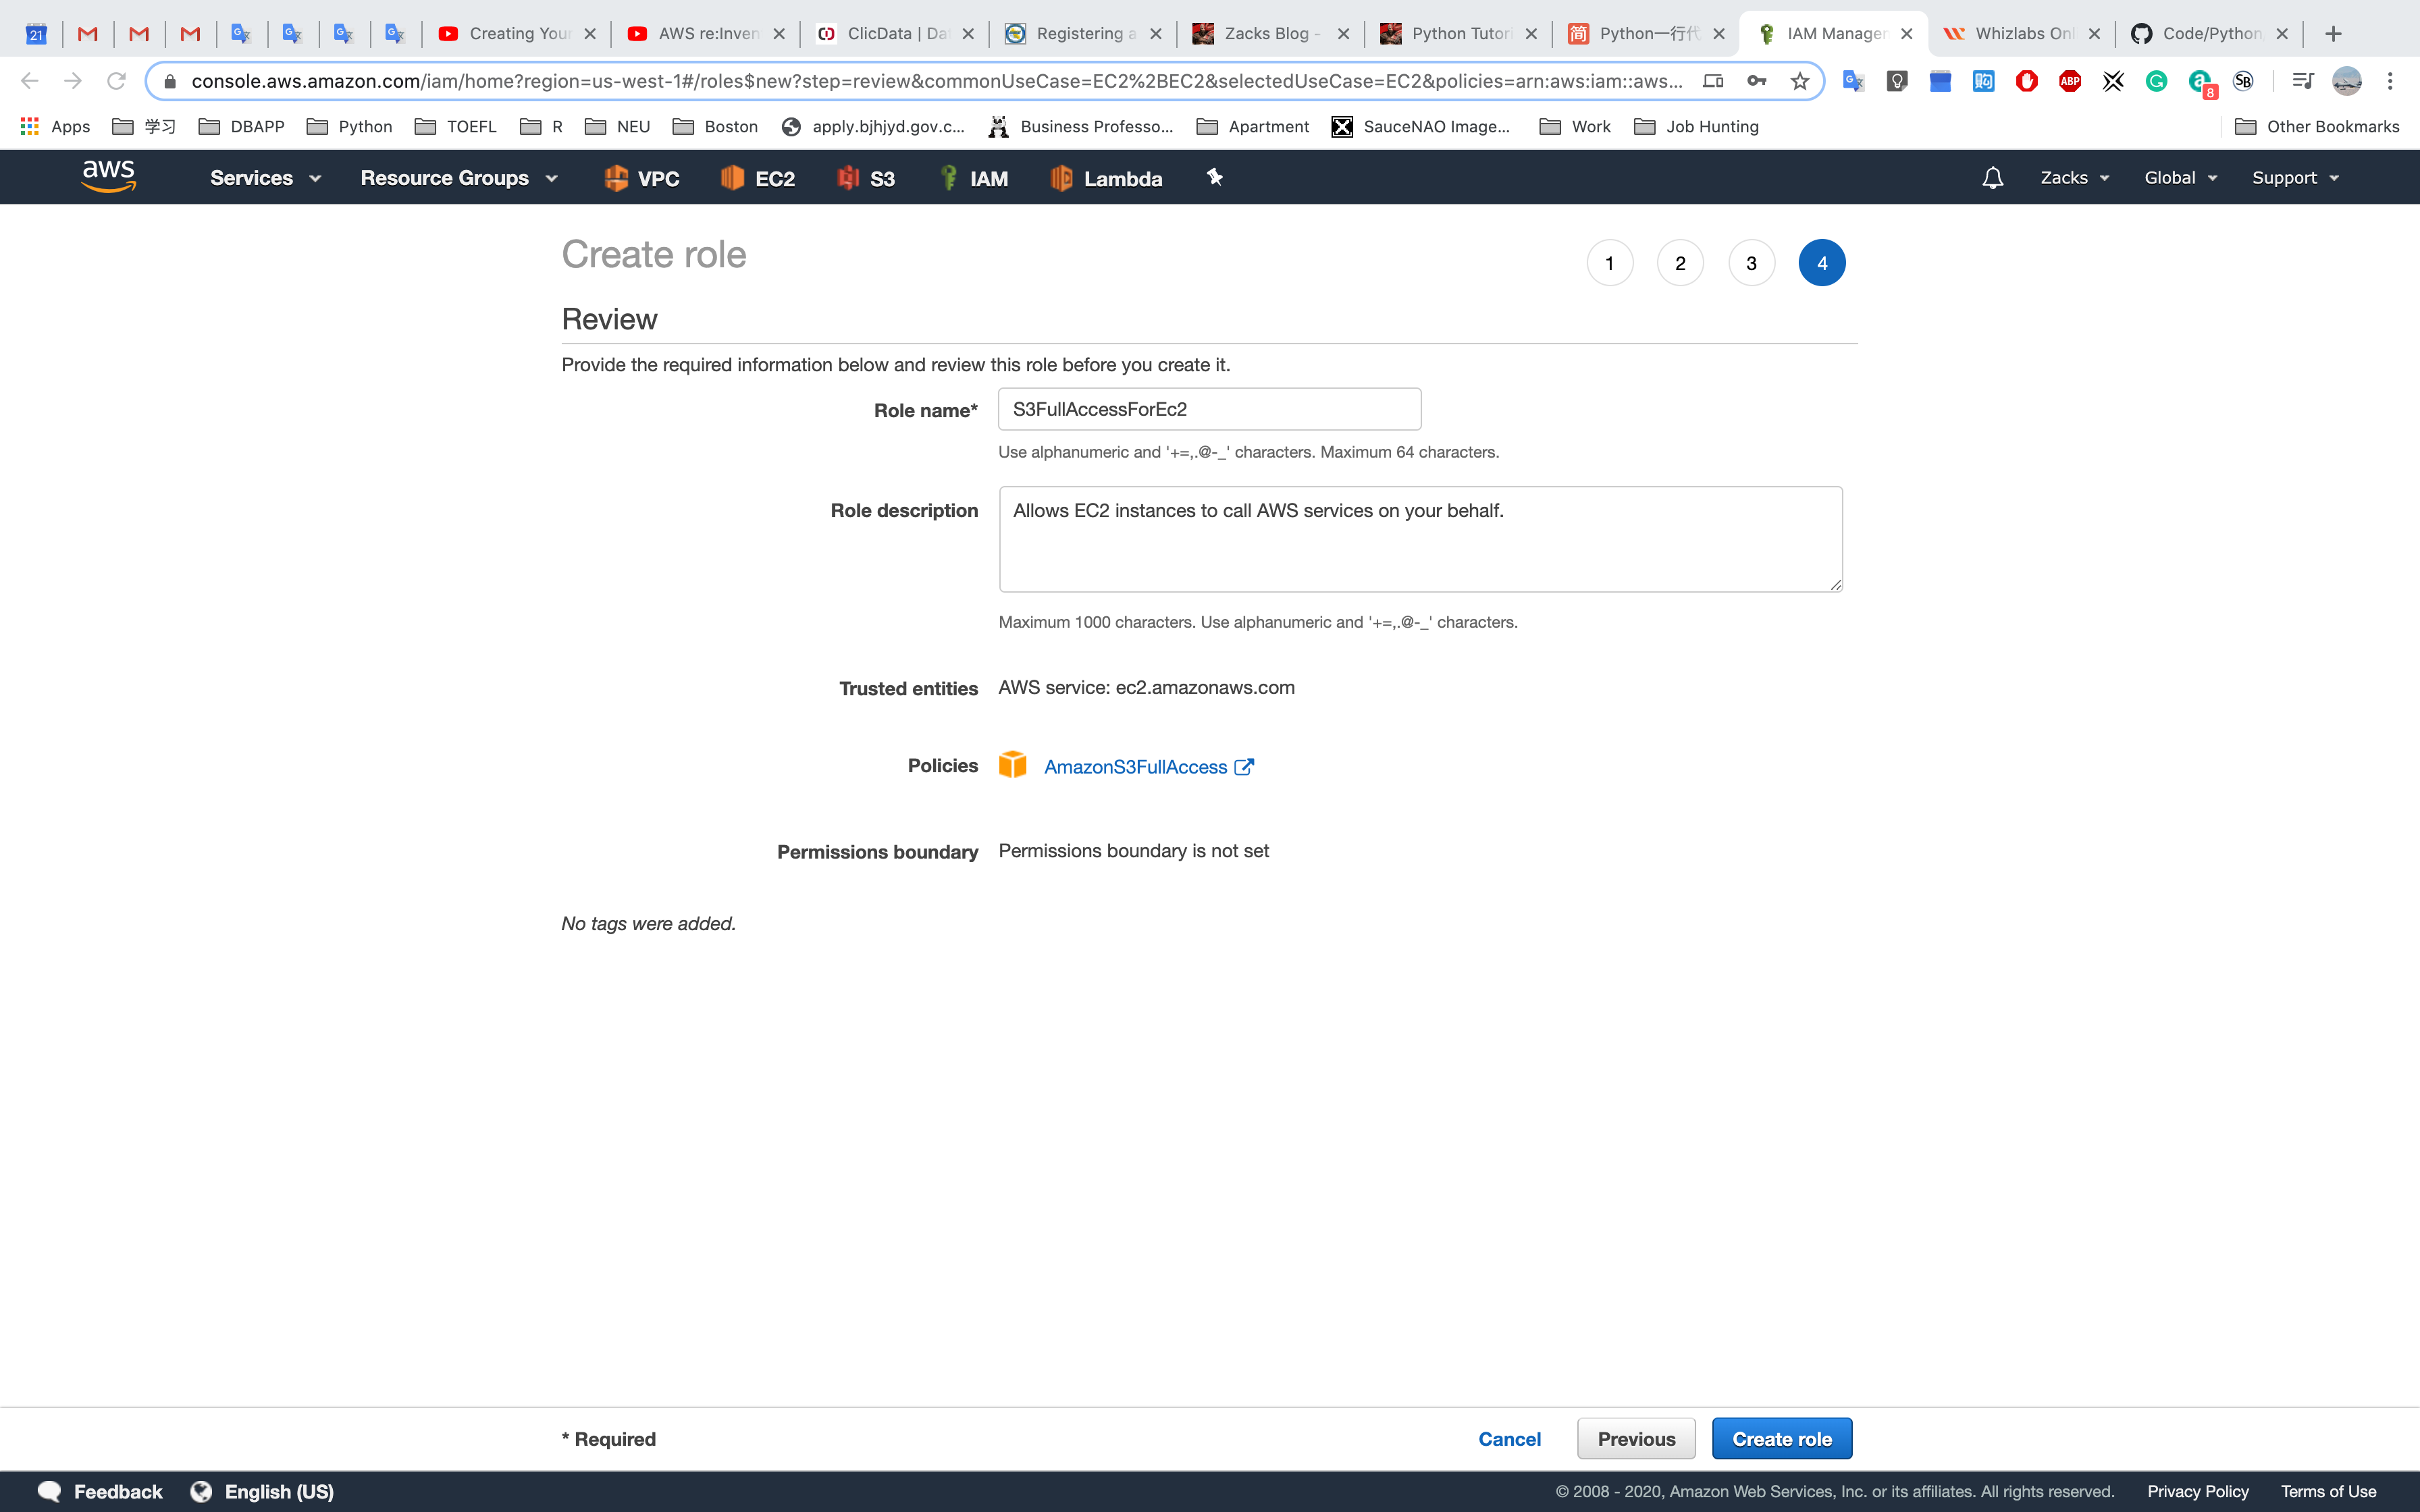 21 Creating Your AWS re:Inven ClicData | Da Registering a Zacks Blog - Python Tutori 简 Python一行代 IAM Manager Whizlabs Onl Code/Python
console.aws.amazon.com/iam/home?region=us-west-1#/roles$new?step=review&commonUseCase=EC2%2BEC2&selectedUseCase=EC2&policies=arn:aws:iam::aws... ABP 8 SB
Apps 学习 DBAPP Python TOEFL R NEU Boston apply.bjhjyd.gov.c... Business Professo... Apartment SauceNAO Image... Work Job Hunting Other Bookmarks
aws Services Resource Groups VPC EC2 S3 IAM Lambda Zacks Global Support
Create role 1 2 3 4
Review
Provide the required information below and review this role before you create it.
Role name* S3FullAccessForEc2
Use alphanumeric and '+=,.@-_' characters. Maximum 64 characters.
Role description Allows EC2 instances to call AWS services on your behalf.
Maximum 1000 characters. Use alphanumeric and '+=,.@-_' characters.
Trusted entities AWS service: ec2.amazonaws.com
Policies AmazonS3FullAccess
Permissions boundary Permissions boundary is not set
No tags were added.
* Required Cancel Previous Create role
Feedback English (US) © 2008 - 2020, Amazon Web Services, Inc. or its affiliates. All rights reserved. Privacy Policy Terms of Use